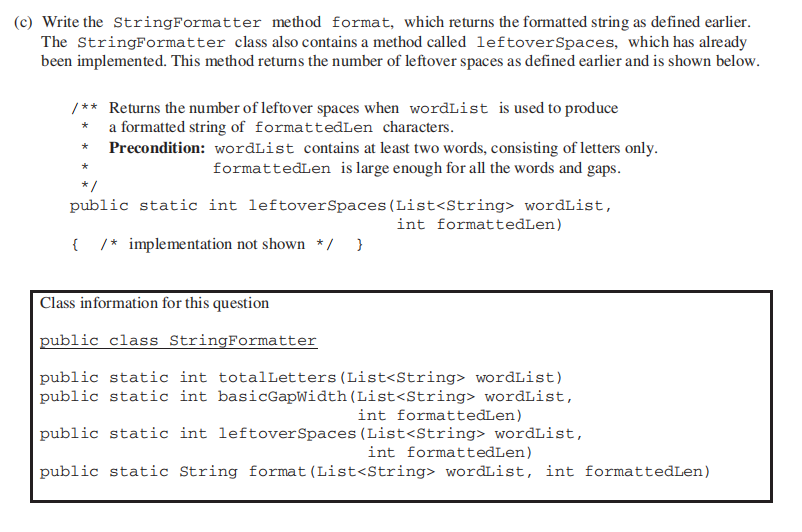 (c) Write the StringFormatter method format, which returns the formatted string as defined earlier.
The StringFormatter class also contains a method called leftoverSpaces, which has already
been implemented. This method returns the number of leftover spaces as defined earlier and is shown below.
/** Returns the number of leftover spaces when wordList is used to produce
* a formatted string of formattedLen characters.
* Precondition: wordList contains at least two words, consisting of letters only.
* formattedLen is large enough for all the words and gaps.
*/
public static int leftoverSpaces(List<String> wordList,
int formattedLen)
{ /* implementation not shown */ }
Class information for this question
public class StringFormatter
public static int totalLetters(List<String> wordList)
public static int basicGapWidth(List<String> wordList,
int formattedLen)
public static int leftoverSpaces(List<String> wordList,
int formattedLen)
public static String format(List<String> wordList, int formattedLen)